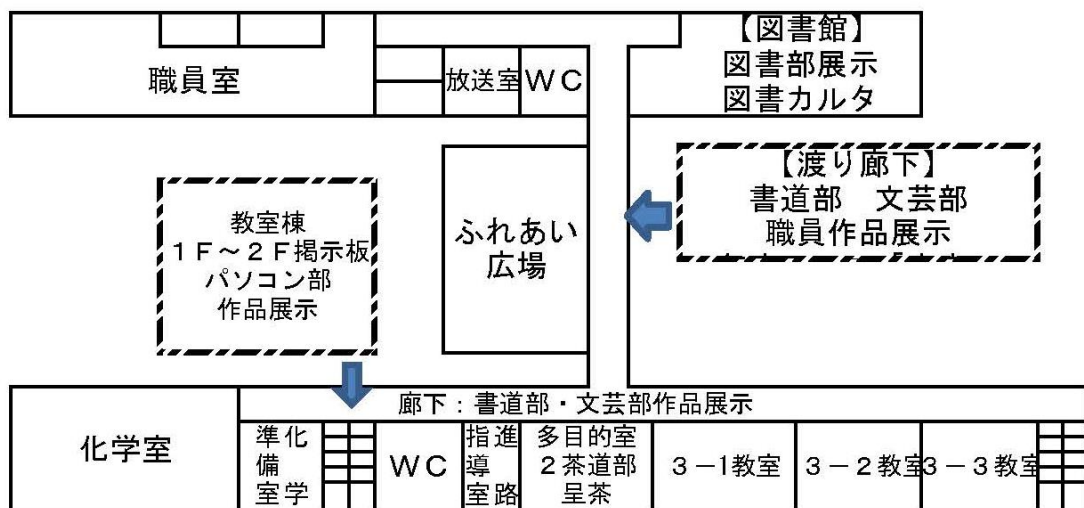 職員室
放送室
WC
【図書館】
図書部展示
図書カルタ
教室棟
1F~2F掲示板
パソコン部
作品展示
ふれあい
広場
【渡り廊下】
書道部 文芸部
職員作品展示
廊下:書道部・文芸部作品展示
化学室
準化
備
室学
WC
指進
導
室路
多目的室
2茶道部
呈茶
3-1教室
3-2教室
3-3教室